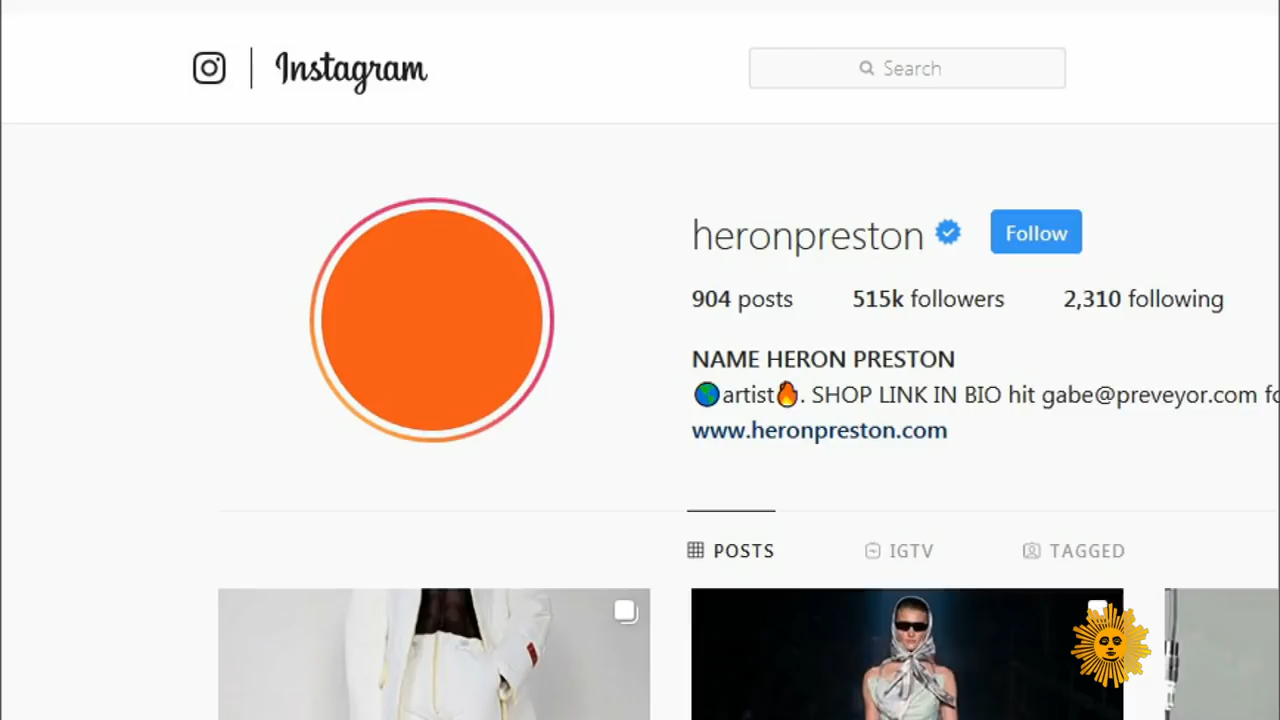 Instagram
Search
heronpreston
Follow
904 posts
515k followers
2,310 following
NAME HERON PRESTON
🌎artist🔥. SHOP LINK IN BIO hit gabe@preveyor.com fo
www.heronpreston.com
POSTS
IGTV
TAGGED